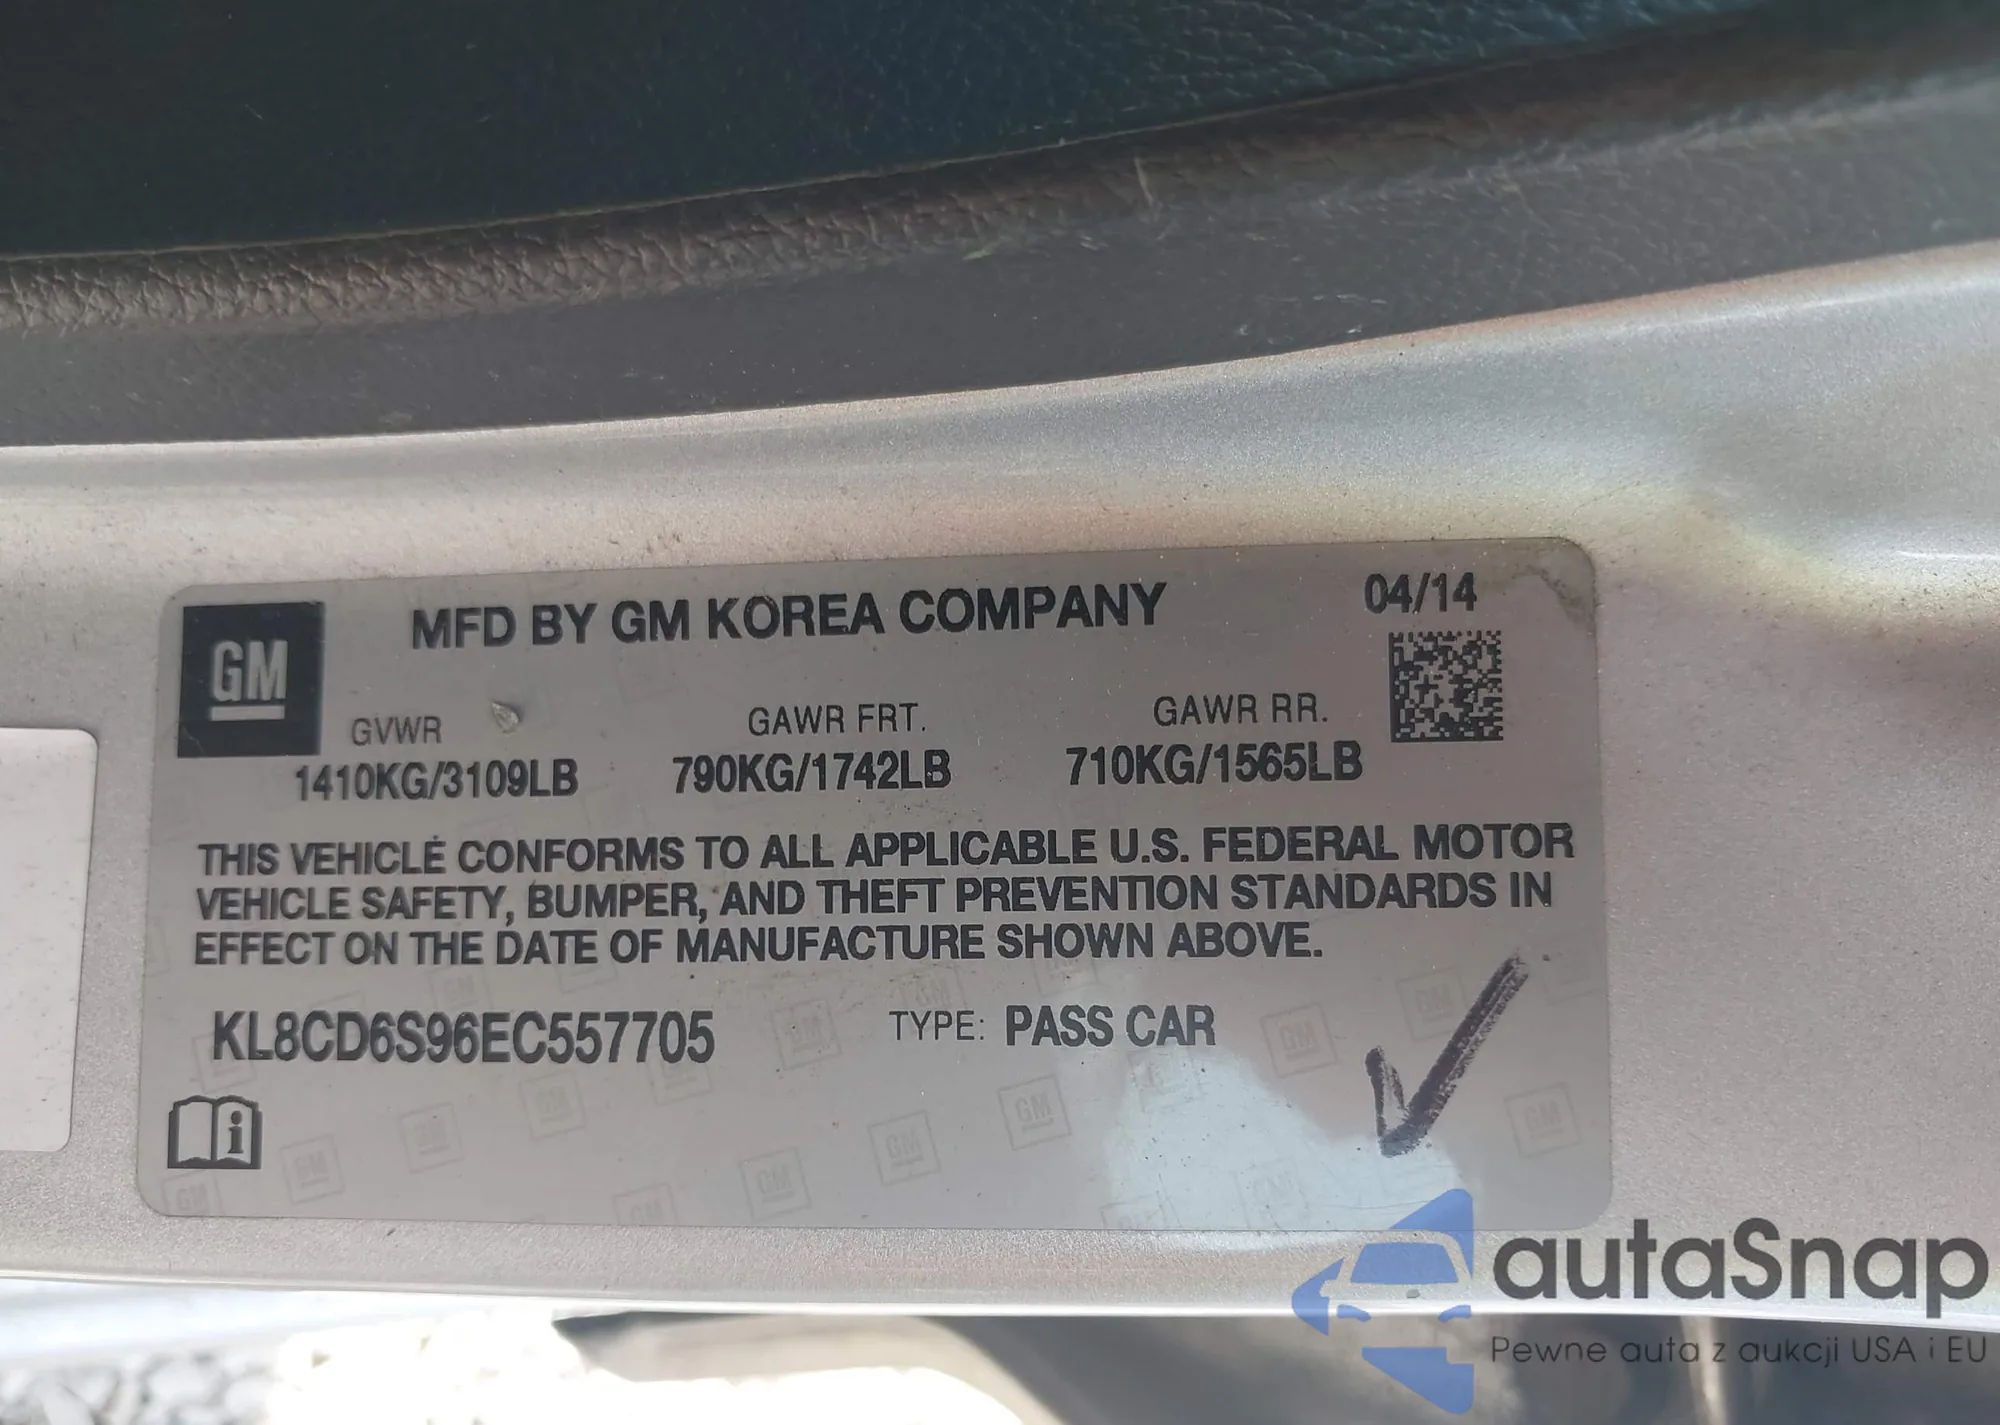 GM
MFD BY GM KOREA COMPANY
04/14
GVWR
GAWR FRT.
GAWR RR.
1410KG/3109LB
790KG/1742LB
710KG/1565LB
THIS VEHICLE CONFORMS TO ALL APPLICABLE U.S. FEDERAL MOTOR
VEHICLE SAFETY, BUMPER, AND THEFT PREVENTION STANDARDS IN
EFFECT ON THE DATE OF MANUFACTURE SHOWN ABOVE.
KL8CD6S96EC557705
TYPE: PASS CAR
autaSnap
Pewne auta z aukcji USA i EU